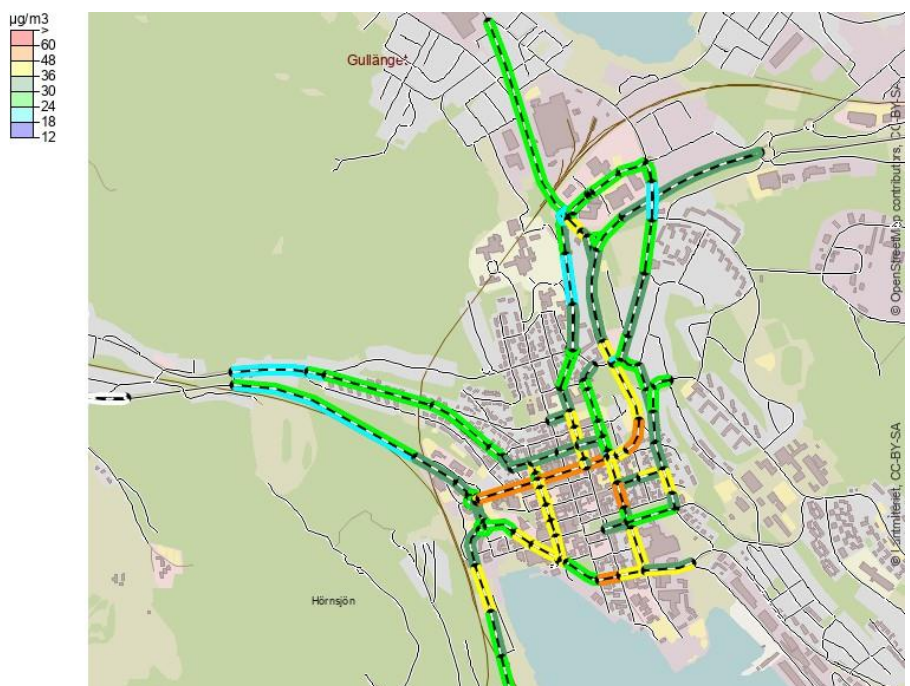 µg/m3
>
60
48
36
30
24
18
12
Gullänget
Hörnsjön
© OpenStreetMap contributors, CC-BY-SA
© Lantmäteriet, CC-BY-SA